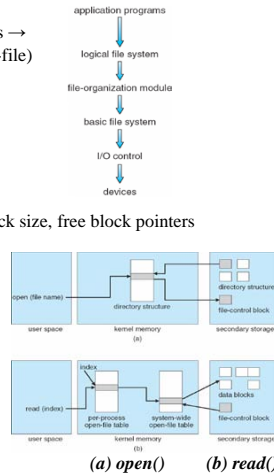 application programs
s →
logical file system
-file)
file-organization module
basic file system
I/O control
devices
ck size, free block pointers
directory structure
open (file name)
directory structure
file-control block
user space
kernel memory
secondary storage
(a)
index
data blocks
read (index)
per-process
open-file table
system-wide
open-file table
file-control block
user space
kernel memory
secondary storage
(b)
(a) open() (b) read()